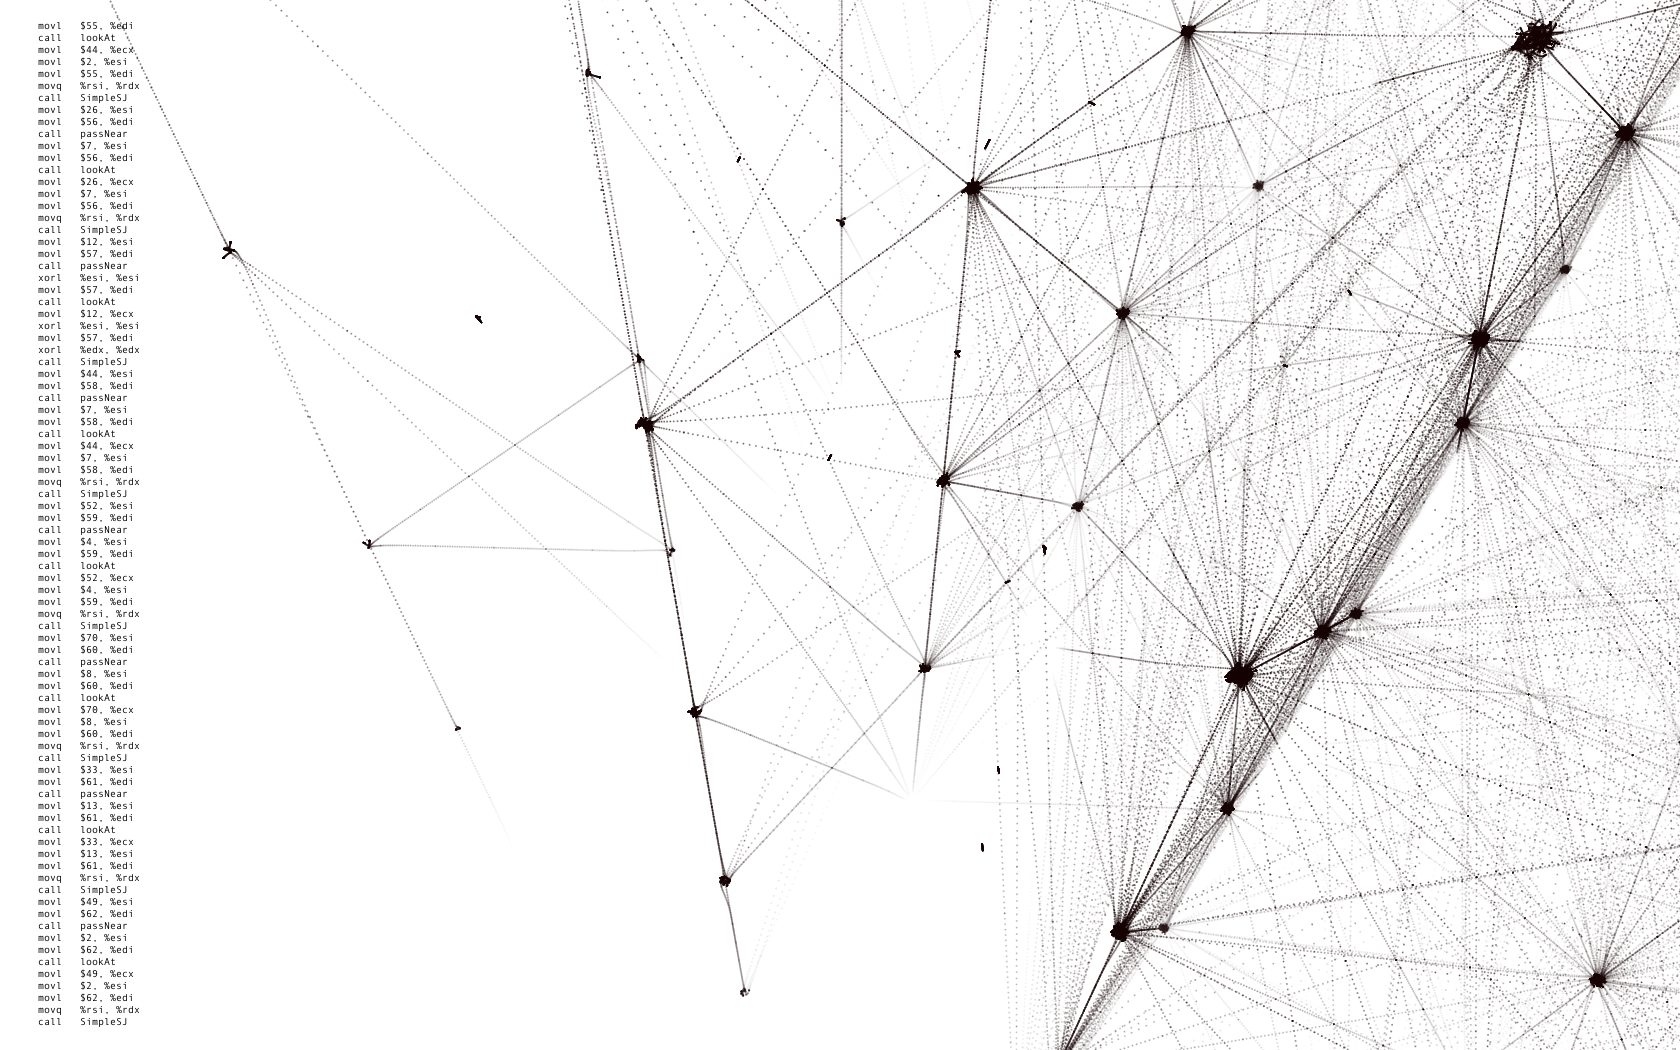 movl $55, %edi
call lookAt
movl $44, %ecx
movl $2, %esi
movl $55, %edi
movq %rsi, %rdx
call SimpleSJ
movl $26, %esi
movl $56, %edi
call passNear
movl $7, %esi
movl $56, %edi
call lookAt
movl $26, %ecx
movl $7, %esi
movl $56, %edi
movq %rsi, %rdx
call SimpleSJ
movl $12, %esi
movl $57, %edi
call passNear
xorl %esi, %esi
movl $57, %edi
call lookAt
movl $12, %ecx
xorl %esi, %esi
movl $57, %edi
xorl %edx, %edx
call SimpleSJ
movl $44, %esi
movl $58, %edi
call passNear
movl $7, %esi
movl $58, %edi
call lookAt
movl $44, %ecx
movl $7, %esi
movl $58, %edi
movq %rsi, %rdx
call SimpleSJ
movl $52, %esi
movl $59, %edi
call passNear
movl $4, %esi
movl $59, %edi
call lookAt
movl $52, %ecx
movl $4, %esi
movl $59, %edi
movq %rsi, %rdx
call SimpleSJ
movl $70, %esi
movl $60, %edi
call passNear
movl $8, %esi
movl $60, %edi
call lookAt
movl $70, %ecx
movl $8, %esi
movl $60, %edi
movq %rsi, %rdx
call SimpleSJ
movl $33, %esi
movl $61, %edi
call passNear
movl $13, %esi
movl $61, %edi
call lookAt
movl $33, %ecx
movl $13, %esi
movl $61, %edi
movq %rsi, %rdx
call SimpleSJ
movl $49, %esi
movl $62, %edi
call passNear
movl $2, %esi
movl $62, %edi
call lookAt
movl $49, %ecx
movl $2, %esi
movl $62, %edi
movq %rsi, %rdx
call SimpleSJ